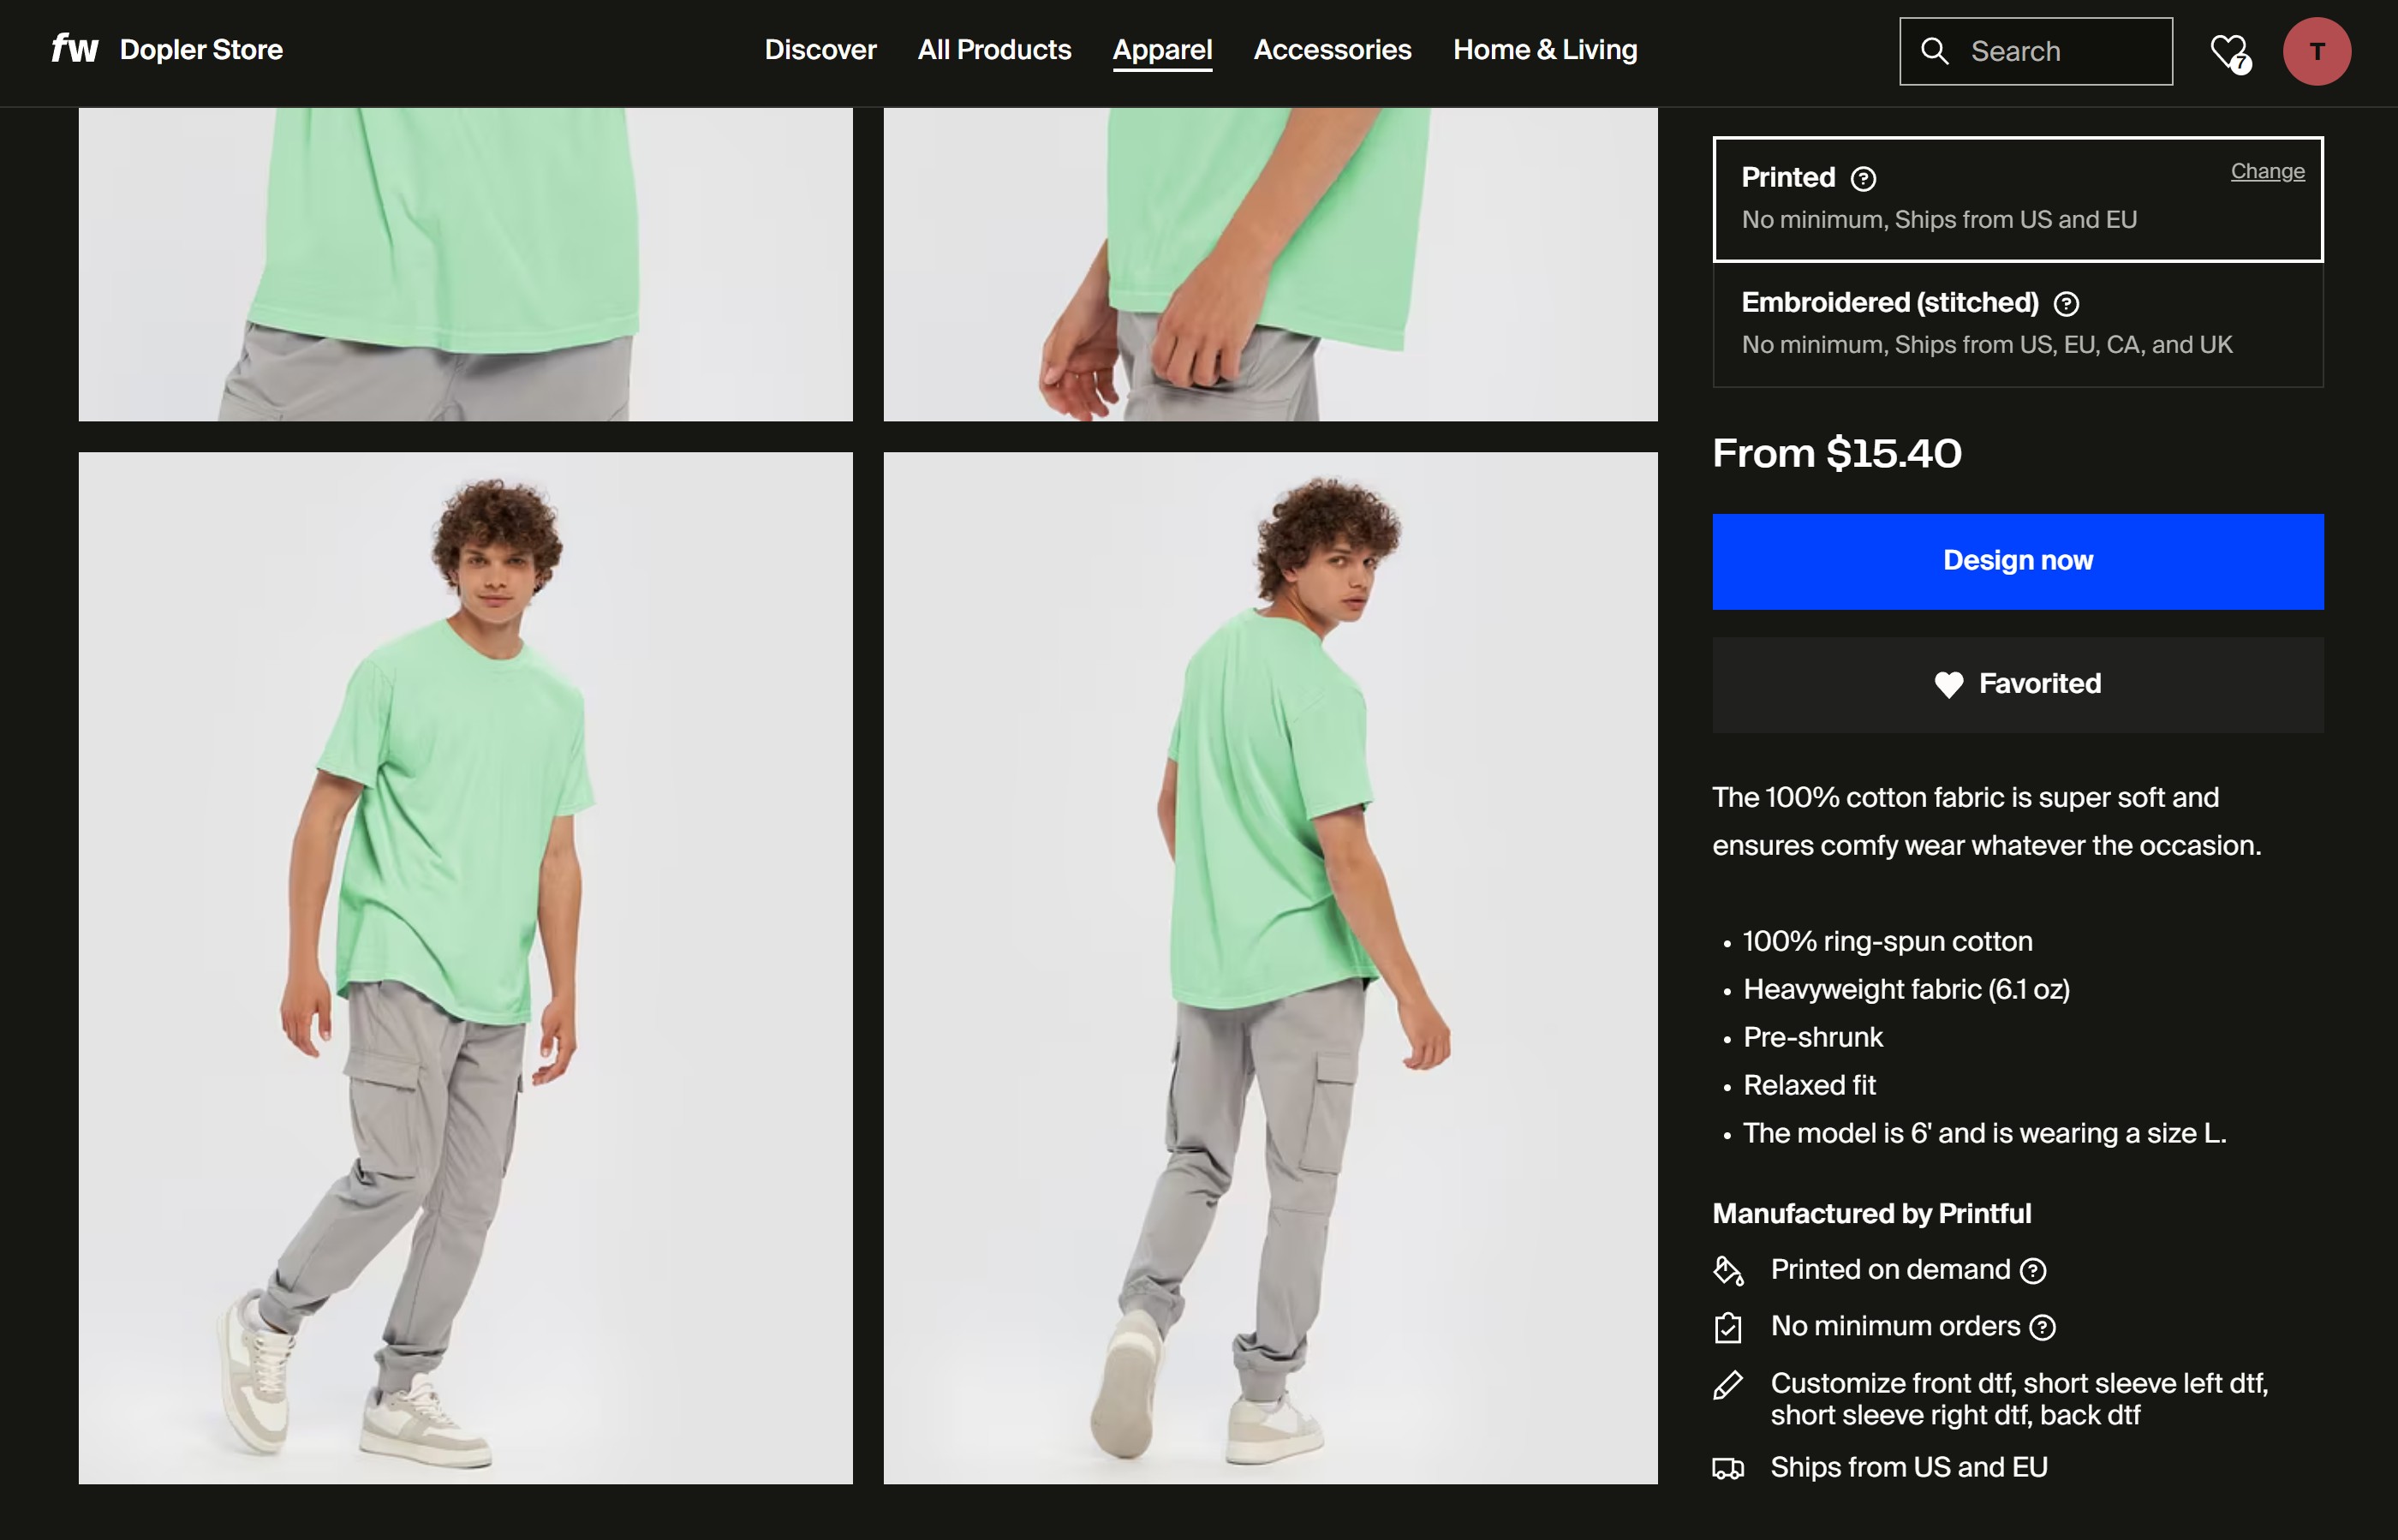 fw Dopler Store
Discover
All Products
Apparel
Accessories
Home & Living
Search
7
T
Printed
Change
No minimum, Ships from US and EU
Embroidered (stitched)
No minimum, Ships from US, EU, CA, and UK
From $15.40
Design now
Favorited
The 100% cotton fabric is super soft and
ensures comfy wear whatever the occasion.
• 100% ring-spun cotton
• Heavyweight fabric (6.1 oz)
• Pre-shrunk
• Relaxed fit
• The model is 6' and is wearing a size L.
Manufactured by Printful
Printed on demand
No minimum orders
Customize front dtf, short sleeve left dtf,
short sleeve right dtf, back dtf
Ships from US and EU